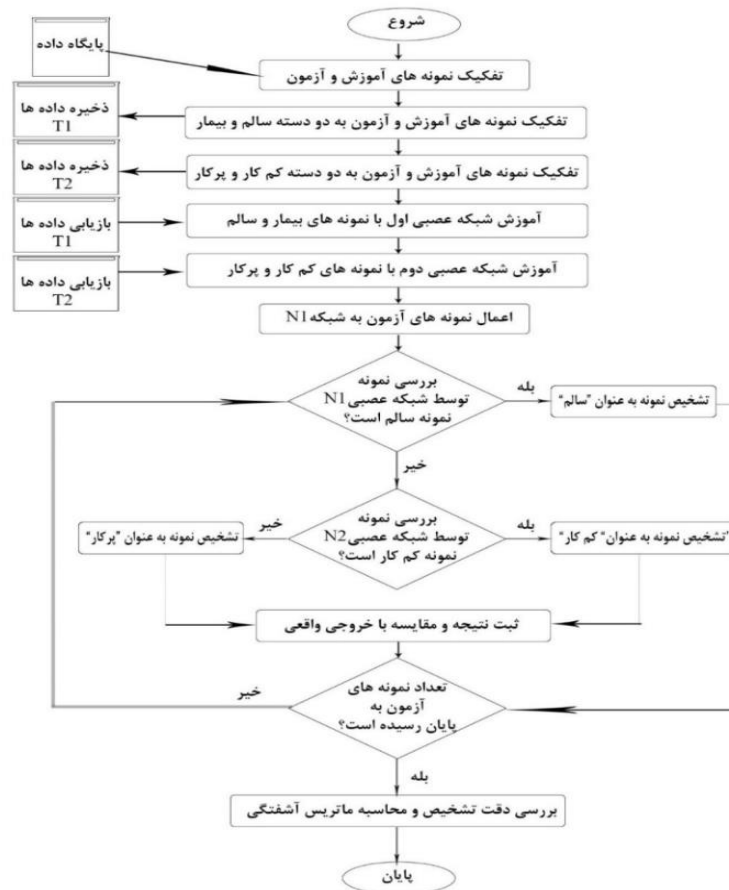 شروع
پایگاه داده
تفکیک نمونه های آموزش و آزمون
ذخیره داده ها
T1
تفکیک نمونه های آموزش و آزمون به دو دسته سالم و بیمار
ذخیره داده ها
T2
تفکیک نمونه های آموزش و آزمون به دو دسته کم کار و پرکار
بازیابی داده ها
T1
آموزش شبکه عصبی اول با نمونه های بیمار و سالم
بازیابی داده ها
T2
آموزش شبکه عصبی دوم با نمونه های کم کار و پرکار
اعمال نمونه های آزمون به شبکه N1
بررسی نمونه
توسط شبکه عصبی N1
نمونه سالم است؟
بله
تشخیص نمونه به عنوان "سالم"
خیر
بررسی نمونه
توسط شبکه عصبی N2
نمونه کم کار است؟
بله
تشخیص نمونه به عنوان" کم کار"
خیر
تشخیص نمونه به عنوان "پرکار"
ثبت نتیجه و مقایسه با خروجی واقعی
تعداد نمونه های
آزمون به
پایان رسیده است؟
خیر
بله
بررسی دقت تشخیص و محاسبه ماتریس آشفتگی
پایان